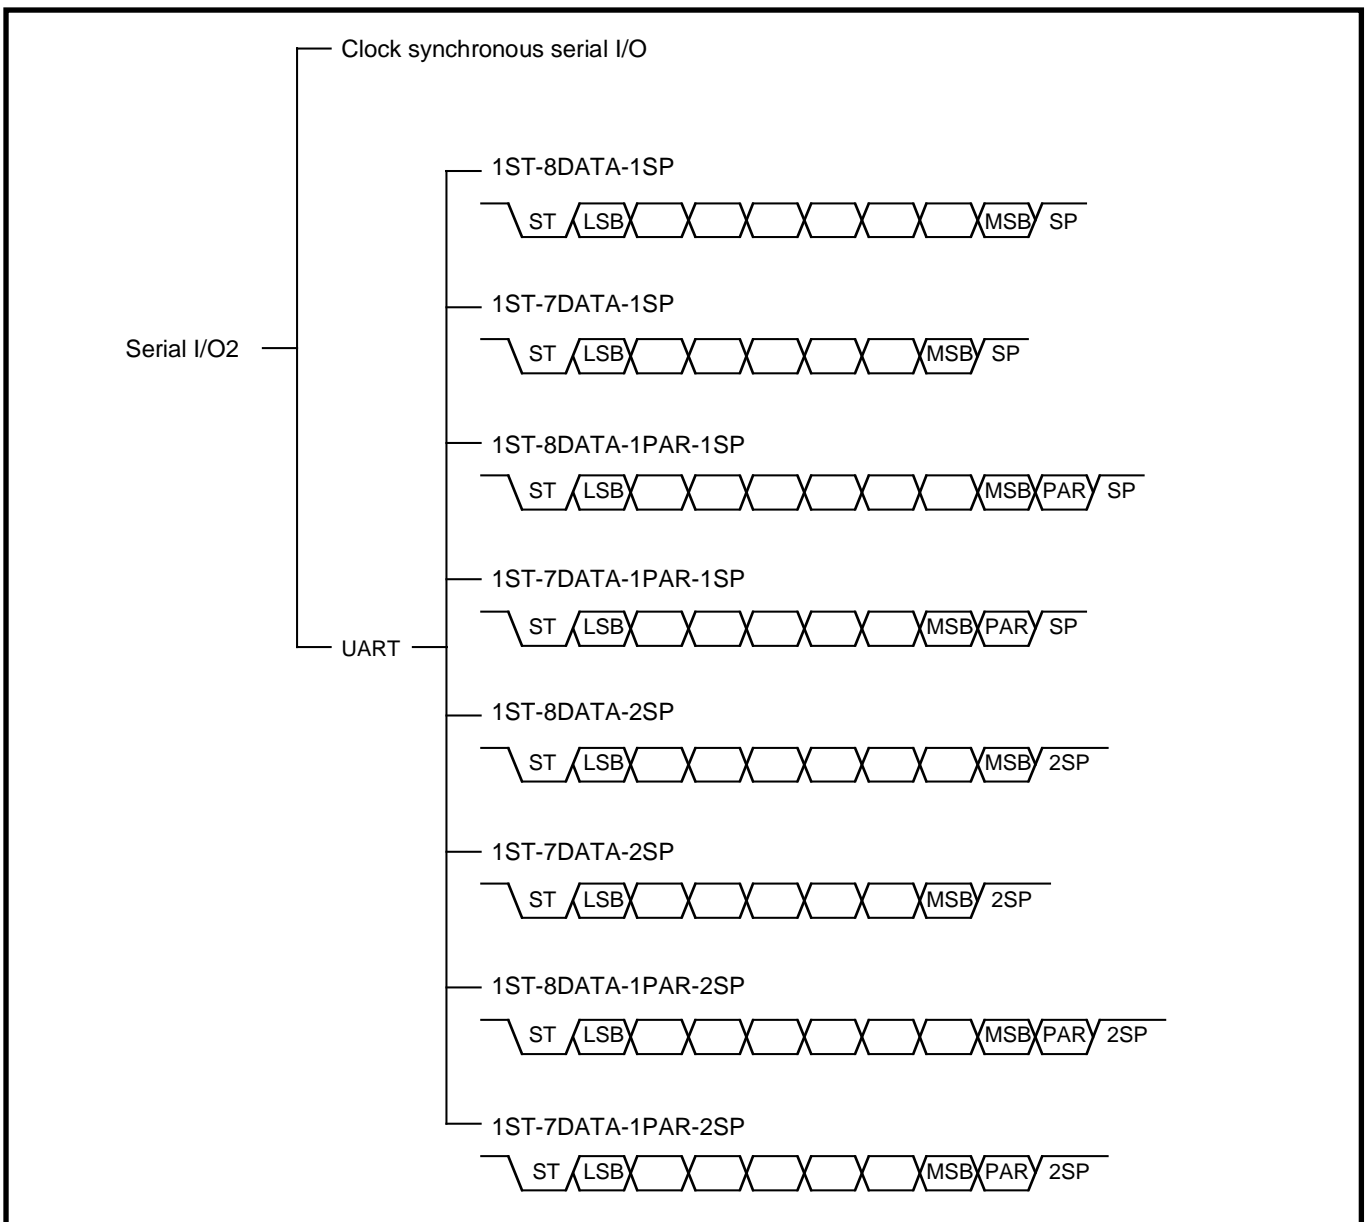 Clock synchronous serial I/O
1ST-8DATA-1SP
ST LSB MSB SP
1ST-7DATA-1SP
Serial I/O2
ST LSB MSB SP
1ST-8DATA-1PAR-1SP
ST LSB MSB PAR SP
1ST-7DATA-1PAR-1SP
ST LSB MSB PAR SP
UART
1ST-8DATA-2SP
ST LSB MSB 2SP
1ST-7DATA-2SP
ST LSB MSB 2SP
1ST-8DATA-1PAR-2SP
ST LSB MSB PAR 2SP
1ST-7DATA-1PAR-2SP
ST LSB MSB PAR 2SP